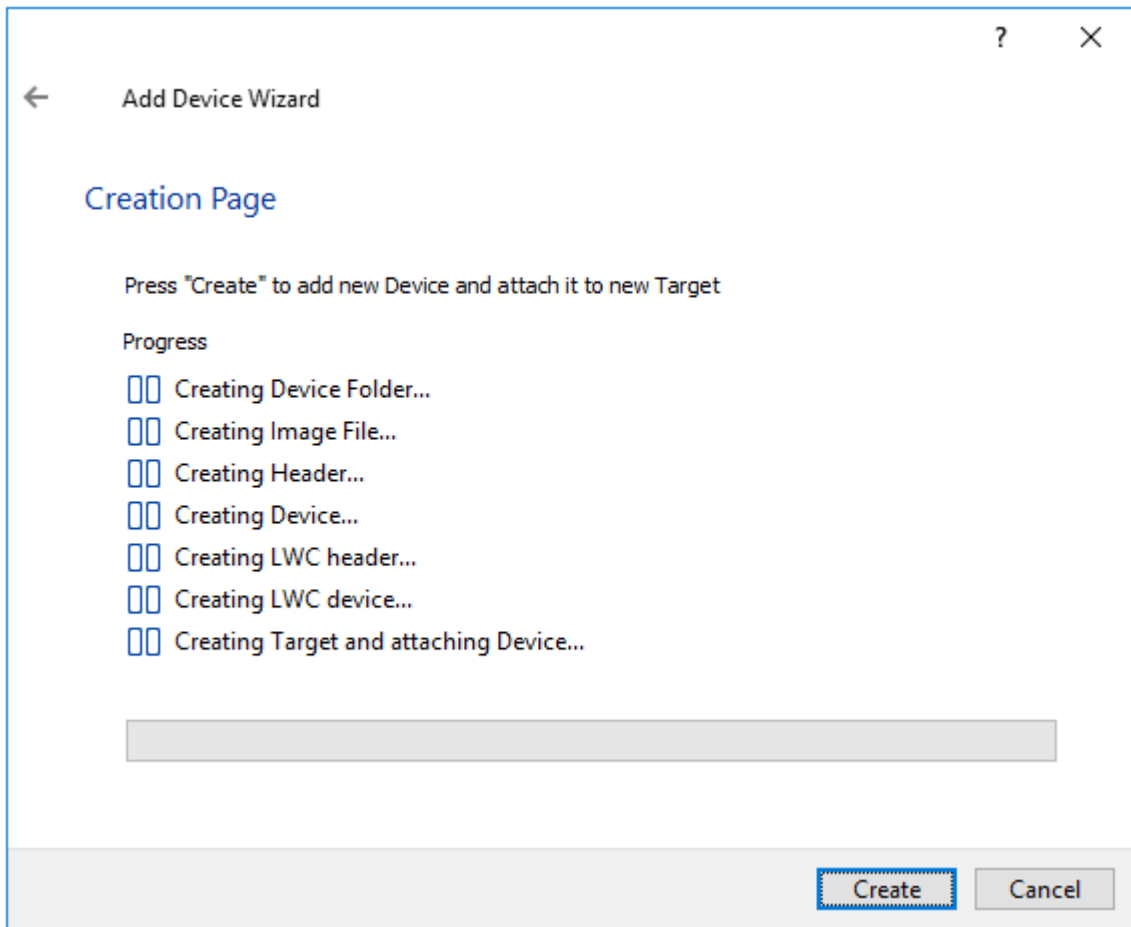 ?
Add Device Wizard
Creation Page
Press "Create" to add new Device and attach it to new Target
Progress
Creating Device Folder...
Creating Image File...
Creating Header...
Creating Device...
Creating LWC header...
Creating LWC device...
Creating Target and attaching Device...
Create Cancel